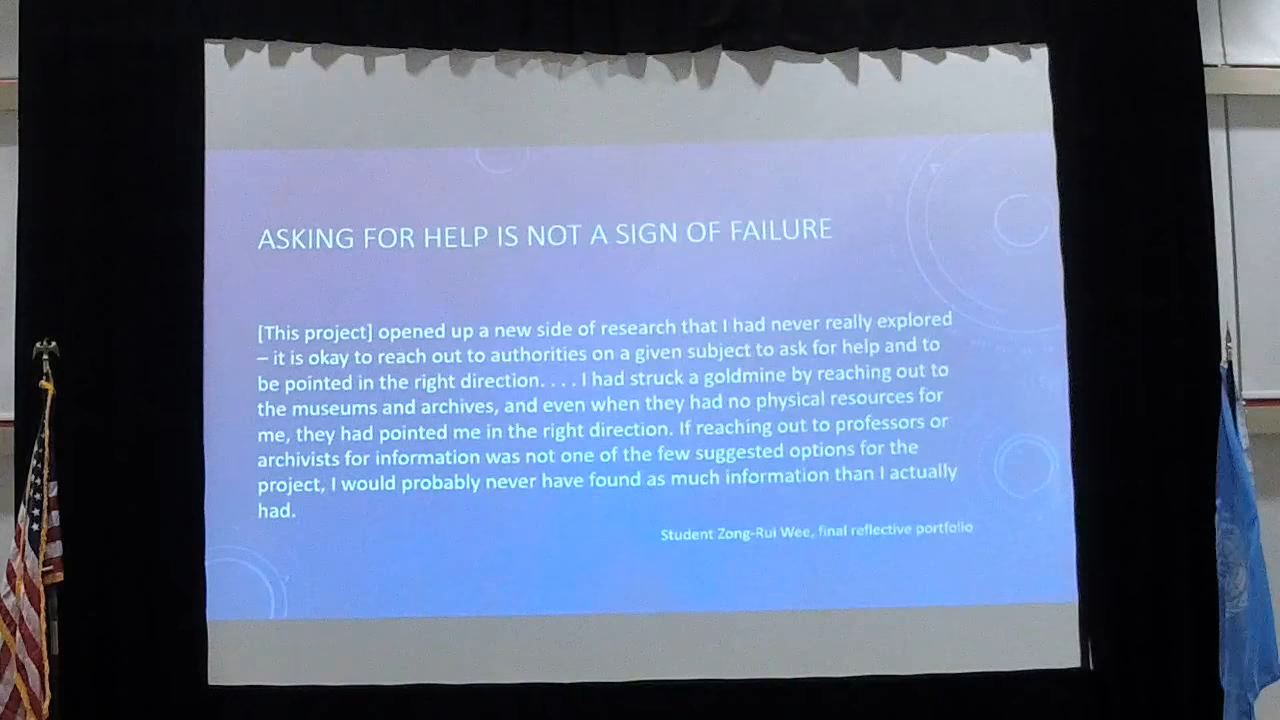 ASKING FOR HELP IS NOT A SIGN OF FAILURE
[This project] opened up a new side of research that I had never really explored
– it is okay to reach out to authorities on a given subject to ask for help and to
be pointed in the right direction. . . . I had struck a goldmine by reaching out to
the museums and archives, and even when they had no physical resources for
me, they had pointed me in the right direction. If reaching out to professors or
archivists for information was not one of the few suggested options for the
project, I would probably never have found as much information than I actually
had.
Student Zong-Rui Wee, final reflective portfolio